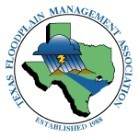 TEXAS FLOODPLAIN MANAGEMENT ASSOCIATION
ESTABLISHED 1988